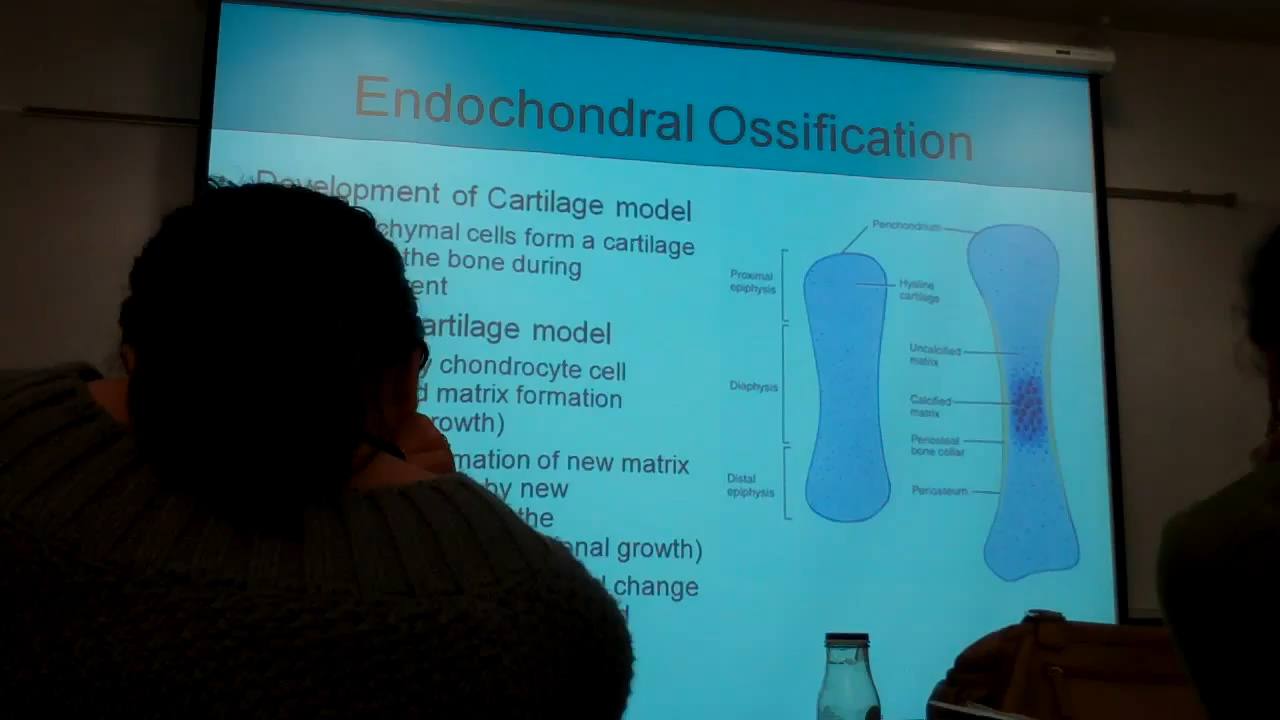 Endochondral Ossification
Development of Cartilage model
chymal cells form a cartilage
the bone during
ent
artilage model
y chondrocyte cell
d matrix formation
rowth)
mation of new matrix
by new
the
onal growth)
change
Perichondrium
Proximal
epiphysis
Hyaline
cartilage
Uncalcified
matrix
Diaphysis
Calcified
matrix
Periosteal
bone collar
Distal
epiphysis
Periosteum